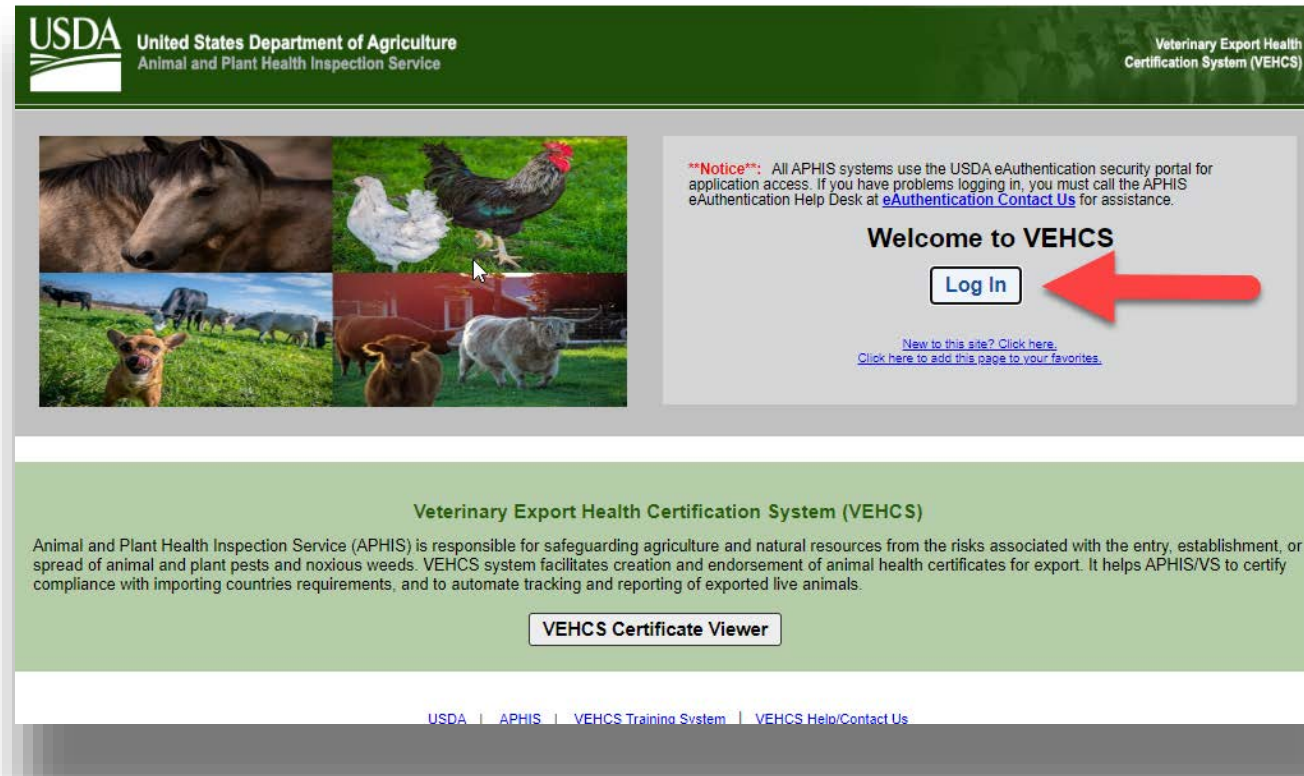 USDA
United States Department of Agriculture
Animal and Plant Health Inspection Service
Veterinary Export Health
Certification System (VEHCS)
**Notice**: All APHIS systems use the USDA eAuthentication security portal for
application access. If you have problems logging in, you must call the APHIS
eAuthentication Help Desk at eAuthentication Contact Us for assistance.
Welcome to VEHCS
Log In
New to this site? Click here.
Click here to add this page to your favorites.
Veterinary Export Health Certification System (VEHCS)
Animal and Plant Health Inspection Service (APHIS) is responsible for safeguarding agriculture and natural resources from the risks associated with the entry, establishment, or
spread of animal and plant pests and noxious weeds. VEHCS system facilitates creation and endorsement of animal health certificates for export. It helps APHIS/VS to certify
compliance with importing countries requirements, and to automate tracking and reporting of exported live animals.
VEHCS Certificate Viewer
USDA | APHIS | VEHCS Training System | VEHCS Help/Contact Us